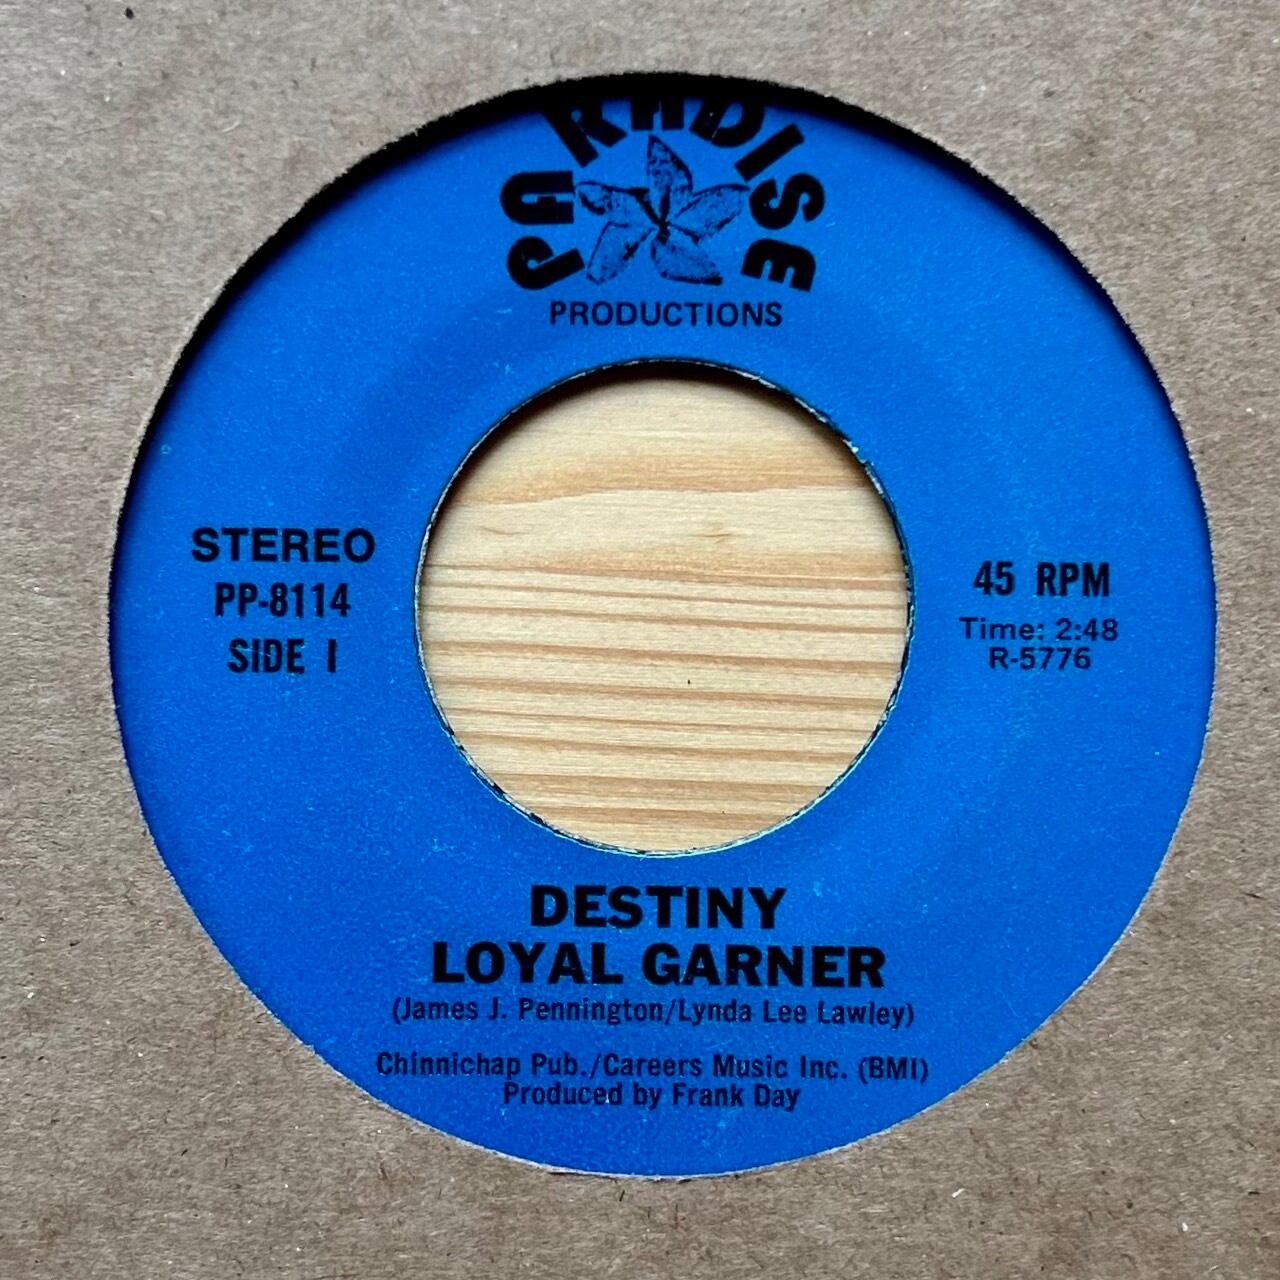 PARADISE
PRODUCTIONS
STEREO
PP-8114
SIDE I
45 RPM
Time: 2:48
R-5776
DESTINY
LOYAL GARNER
(James J. Pennington/Lynda Lee Lawley)
Chinnichap Pub./Careers Music Inc. (BMI)
Produced by Frank Day